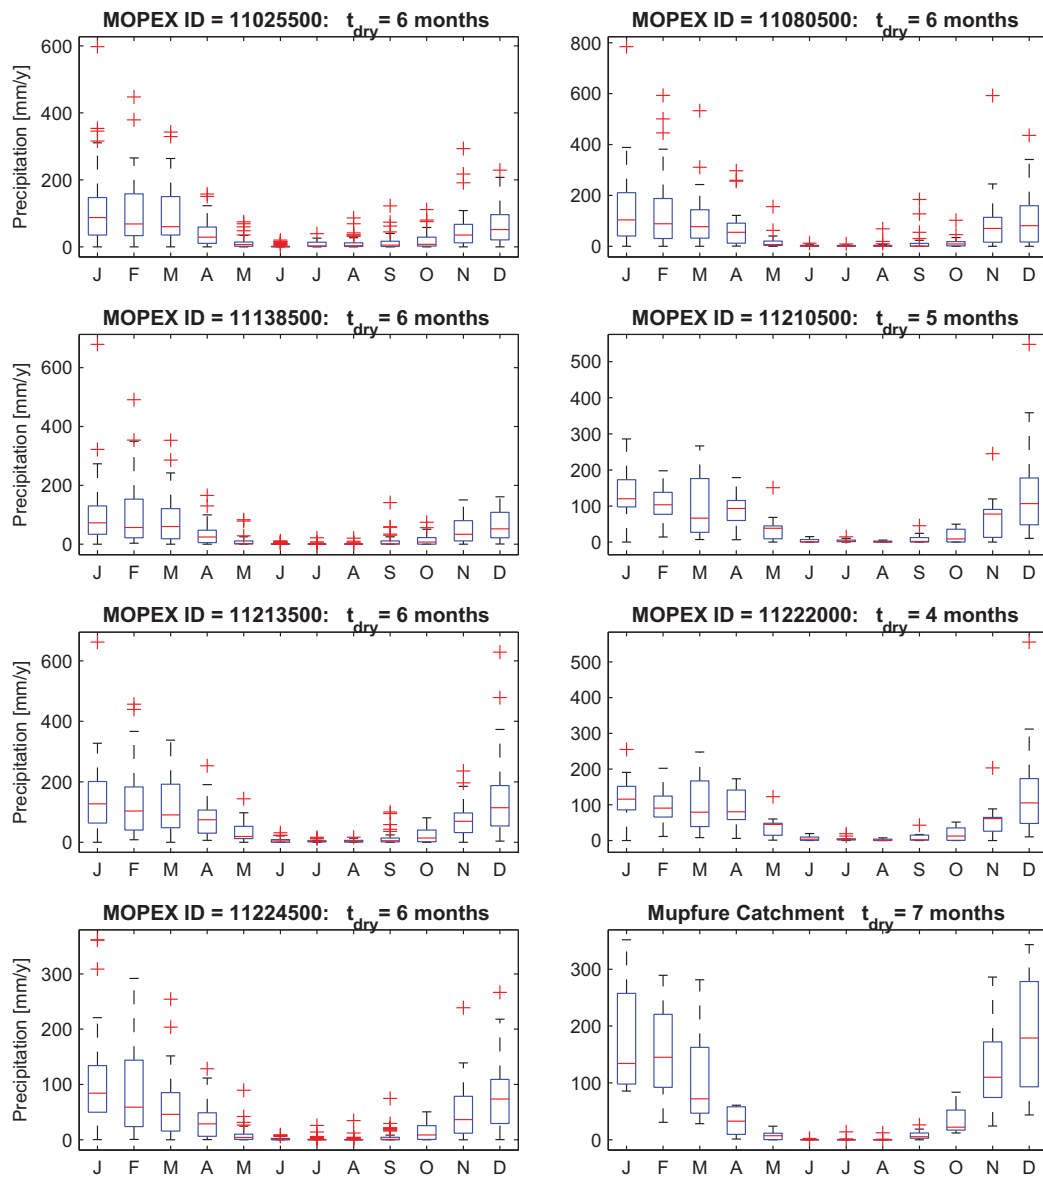 MOPEX ID = 11025500: t_dry = 6 months
Precipitation [mm/y]
600
400
200
0
J F M A M J J A S O N D
MOPEX ID = 11080500: t_dry = 6 months
800
600
400
200
0
J F M A M J J A S O N D
MOPEX ID = 11138500: t_dry = 6 months
Precipitation [mm/y]
600
400
200
0
J F M A M J J A S O N D
MOPEX ID = 11210500: t_dry = 5 months
500
400
300
200
100
0
J F M A M J J A S O N D
MOPEX ID = 11213500: t_dry = 6 months
Precipitation [mm/y]
600
400
200
0
J F M A M J J A S O N D
MOPEX ID = 11222000: t_dry = 4 months
500
400
300
200
100
0
J F M A M J J A S O N D
MOPEX ID = 11224500: t_dry = 6 months
Precipitation [mm/y]
300
200
100
0
J F M A M J J A S O N D
Mupfure Catchment t_dry = 7 months
300
200
100
0
J F M A M J J A S O N D